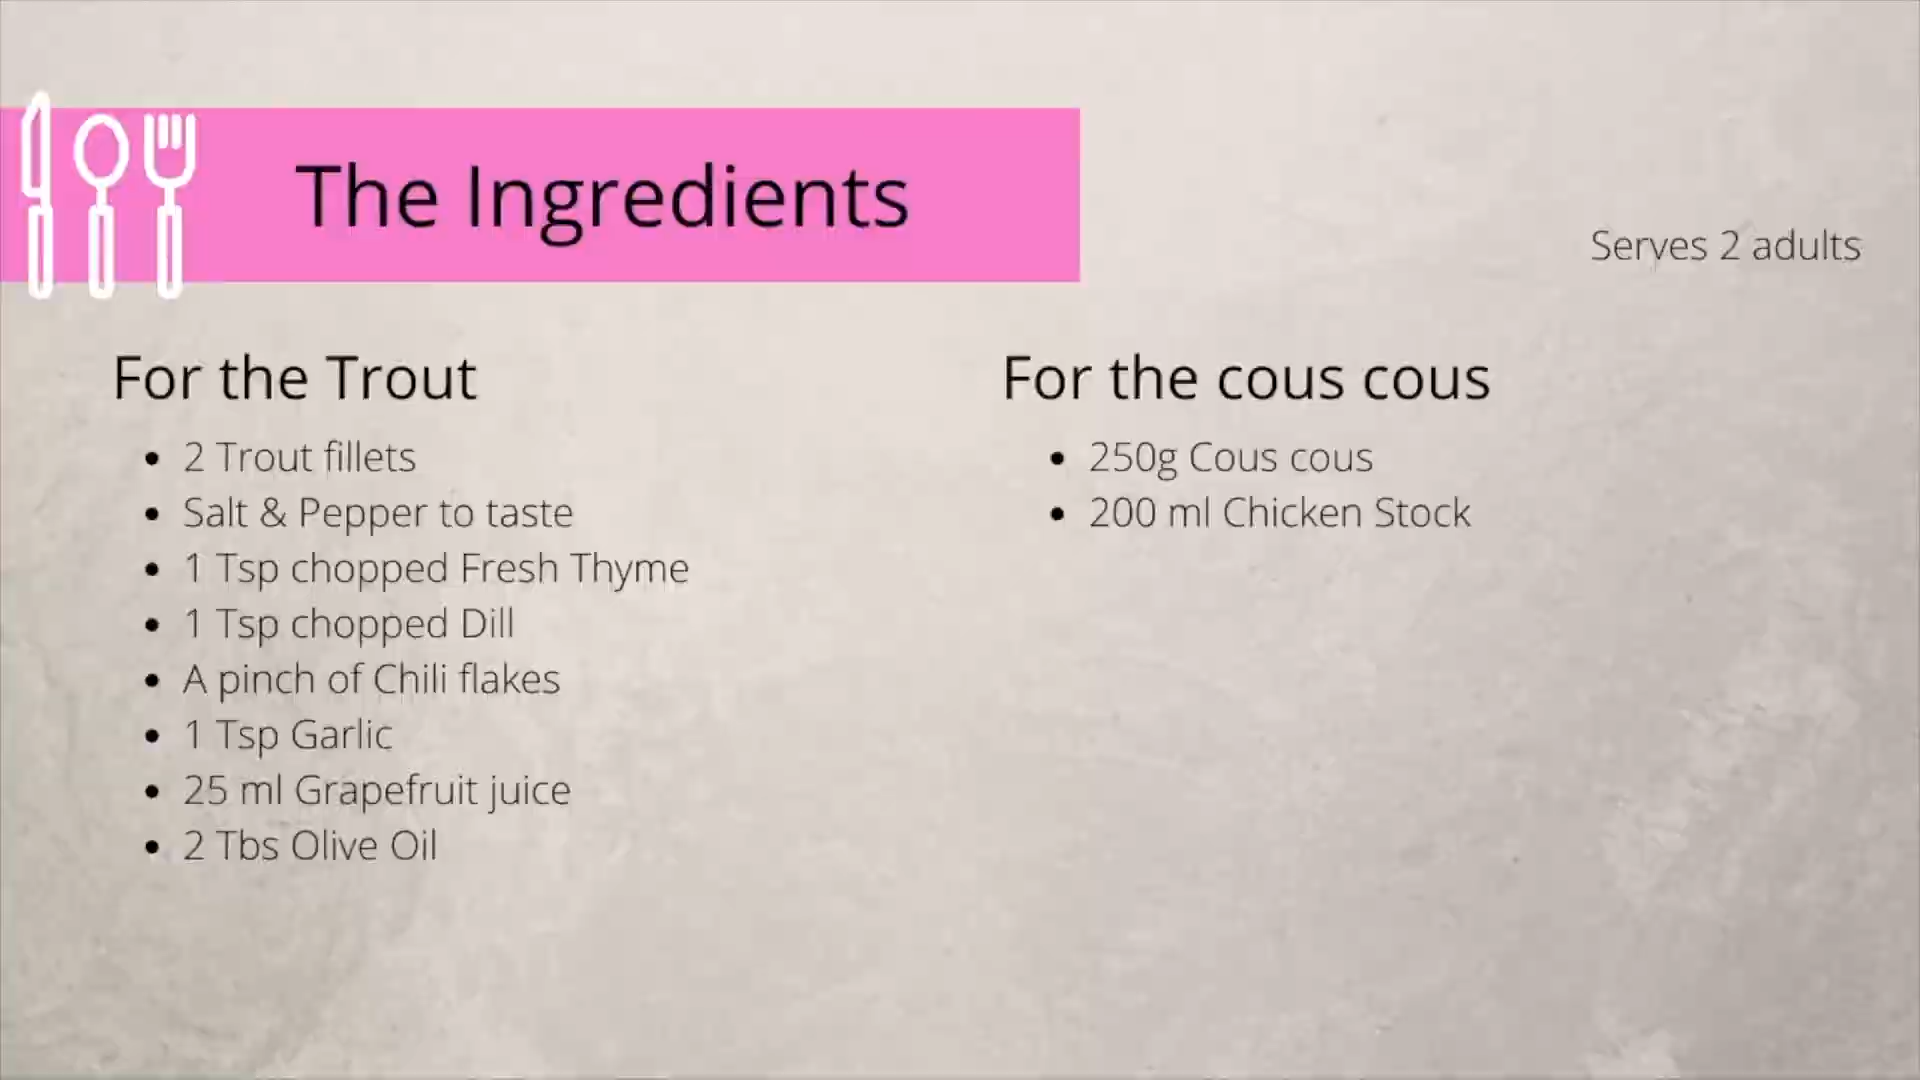 The Ingredients
Serves 2 adults
For the Trout
• 2 Trout fillets
• Salt & Pepper to taste
• 1 Tsp chopped Fresh Thyme
• 1 Tsp chopped Dill
• A pinch of Chili flakes
• 1 Tsp Garlic
• 25 ml Grapefruit juice
• 2 Tbs Olive Oil
For the cous cous
• 250g Cous cous
• 200 ml Chicken Stock